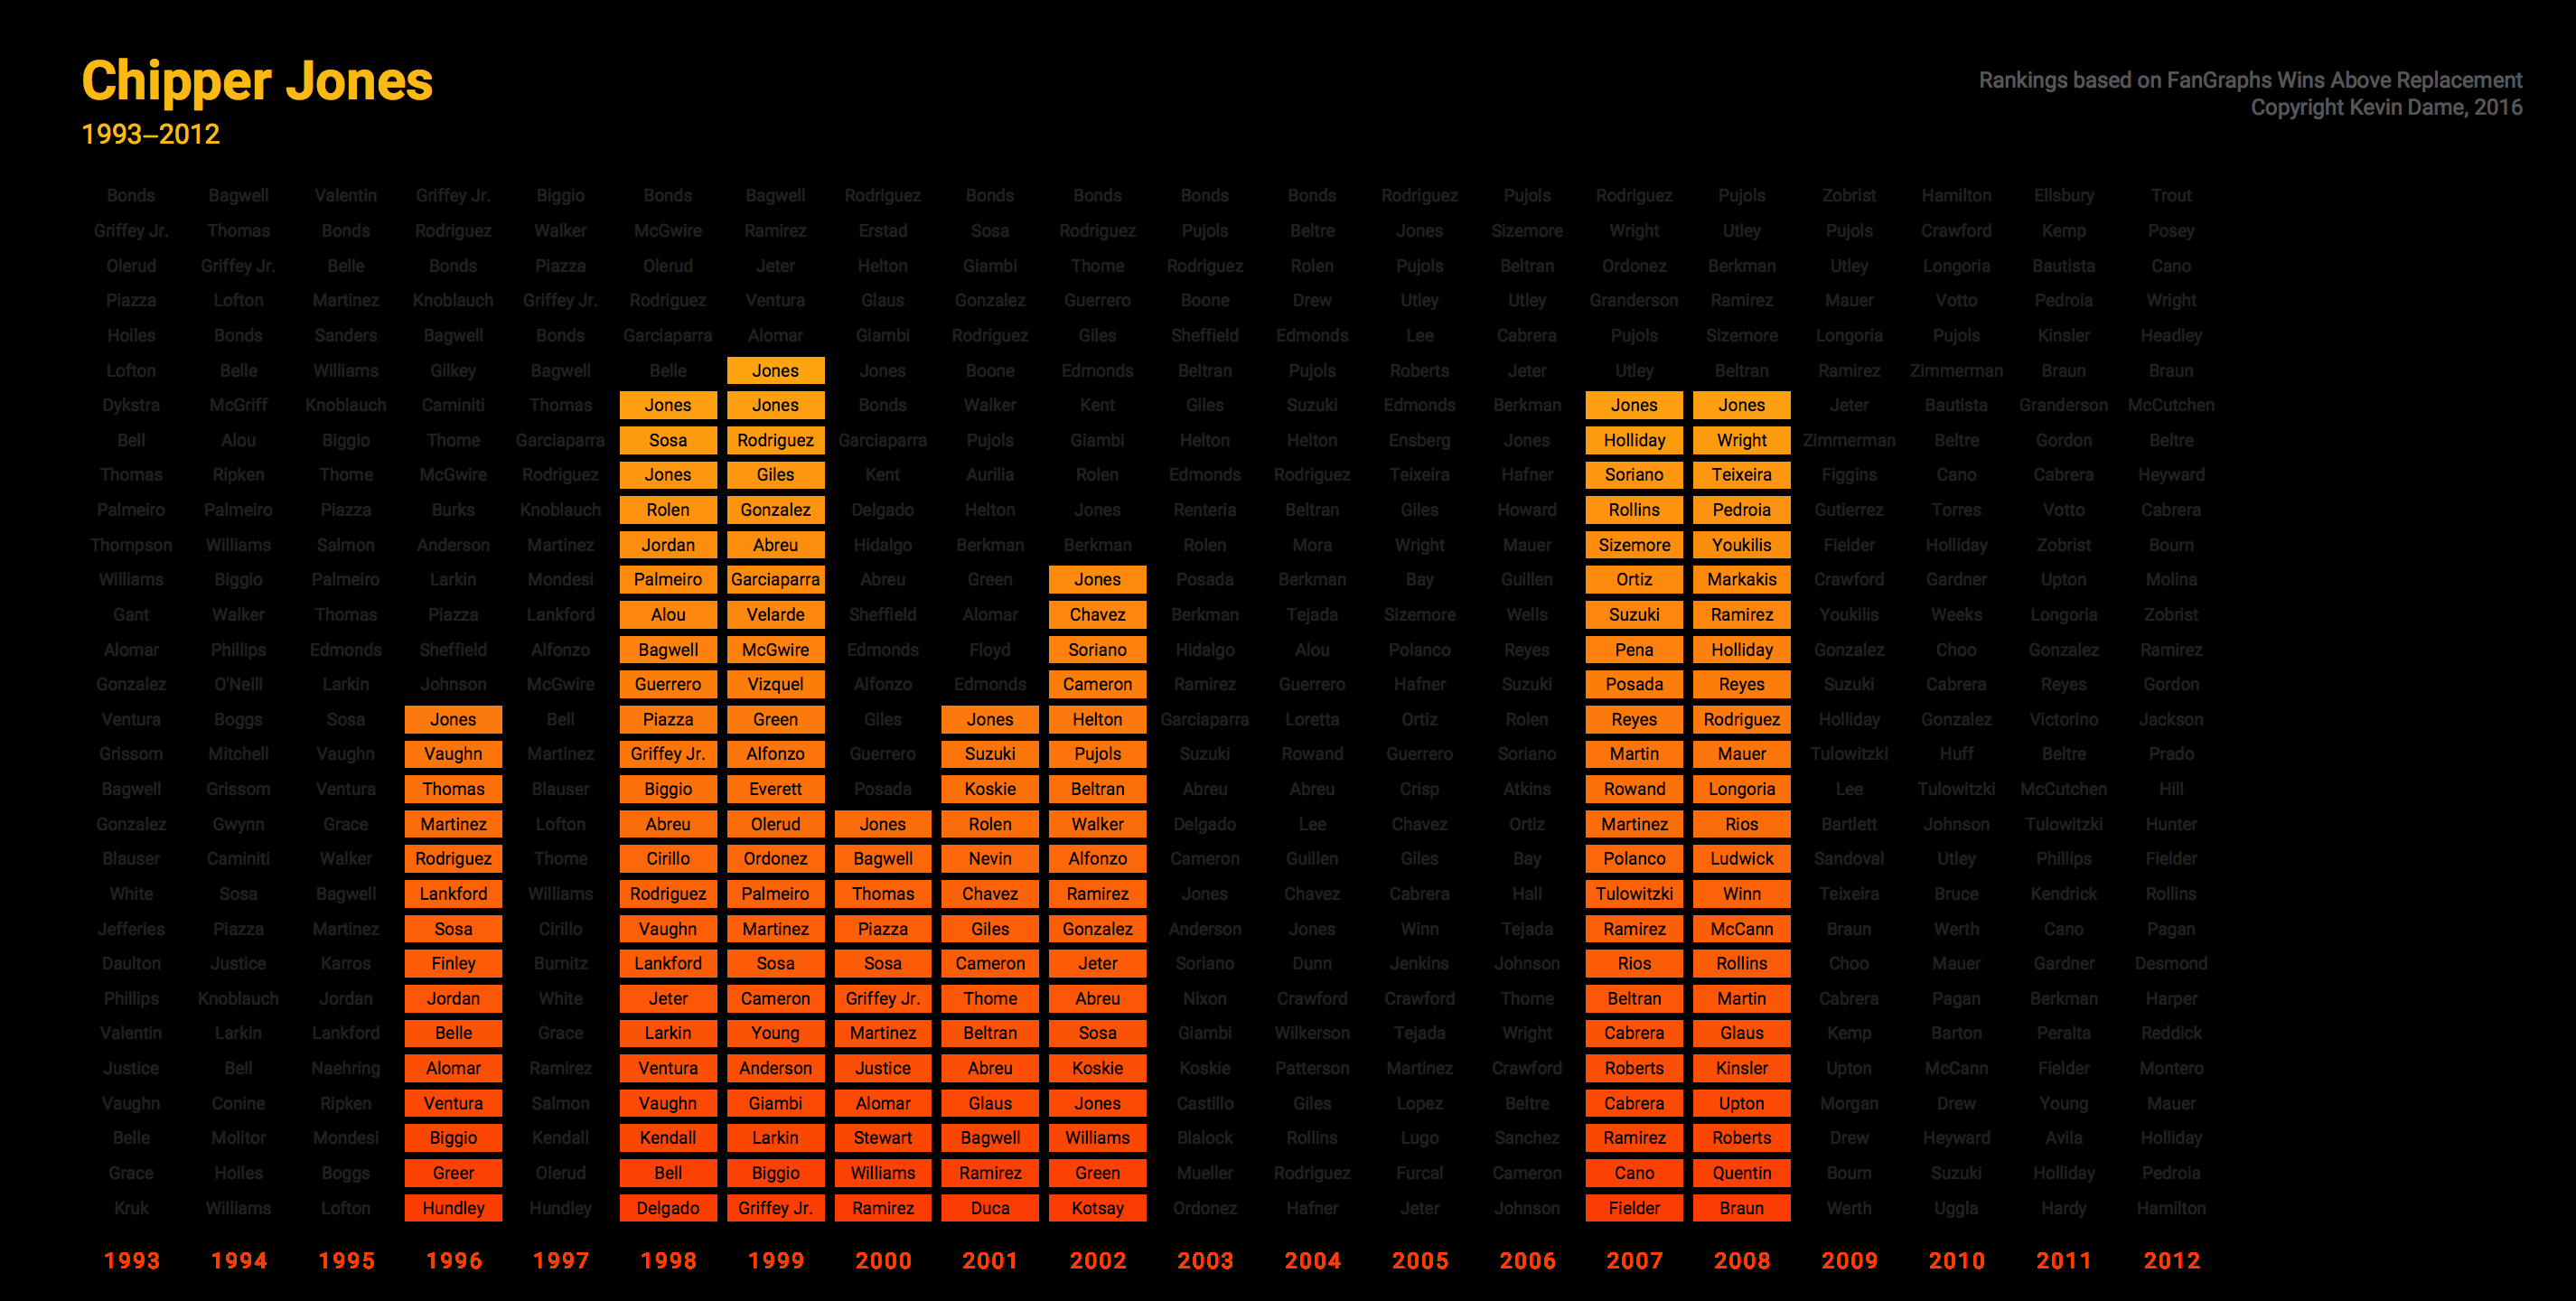 Chipper Jones
1993–2012
Rankings based on FanGraphs Wins Above Replacement
Copyright Kevin Dame, 2016
Bonds Bagwell Valentin Griffey Jr. Biggio Bonds Bagwell Rodriguez Bonds Bonds Bonds Bonds Rodriguez Pujols Rodriguez Pujols Zobrist Hamilton Ellsbury Trout
Griffey Jr. Thomas Bonds Rodriguez Walker McGwire Ramirez Erstad Sosa Rodriguez Pujols Beltre Jones Sizemore Wright Utley Pujols Crawford Kemp Posey
Olerud Griffey Jr. Belle Bonds Piazza Olerud Jeter Helton Giambi Thome Rodriguez Rolen Pujols Beltran Ordonez Berkman Utley Longoria Bautista Cano
Piazza Lofton Martinez Knoblauch Griffey Jr. Rodriguez Ventura Glaus Gonzalez Guerrero Boone Drew Utley Utley Granderson Ramirez Mauer Votto Pedroia Wright
Hoiles Bonds Sanders Bagwell Bonds Garciaparra Alomar Giambi Rodriguez Giles Sheffield Edmonds Lee Cabrera Pujols Sizemore Longoria Pujols Kinsler Headley
Lofton Belle Williams Gilkey Bagwell Belle Jones Jones Boone Edmonds Beltran Pujols Roberts Jeter Utley Beltran Ramirez Zimmerman Braun Braun
Dykstra McGriff Knoblauch Caminiti Thomas Jones Jones Bonds Walker Kent Giles Suzuki Edmonds Berkman Jones Jones Jeter Bautista Granderson McCutchen
Bell Alou Biggio Thome Garciaparra Sosa Rodriguez Garciaparra Pujols Giambi Helton Helton Ensberg Jones Holliday Wright Zimmerman Beltre Gordon Beltre
Thomas Ripken Thome McGwire Rodriguez Jones Giles Kent Aurilia Rolen Edmonds Rodriguez Teixeira Hafner Soriano Teixeira Figgins Cano Cabrera Heyward
Palmeiro Palmeiro Piazza Burks Knoblauch Rolen Gonzalez Delgado Helton Jones Renteria Beltran Giles Howard Rollins Pedroia Gutierrez Torres Votto Cabrera
Thompson Williams Salmon Anderson Martinez Jordan Abreu Hidalgo Berkman Berkman Rolen Mora Wright Mauer Sizemore Youkilis Fielder Holliday Zobrist Bourn
Williams Biggio Palmeiro Larkin Mondesi Palmeiro Garciaparra Abreu Green Jones Posada Berkman Bay Guillen Ortiz Markakis Crawford Gardner Upton Molina
Gant Walker Thomas Piazza Lankford Alou Velarde Sheffield Alomar Chavez Berkman Tejada Sizemore Wells Suzuki Ramirez Youkilis Weeks Longoria Zobrist
Alomar Phillips Edmonds Sheffield Alfonzo Bagwell McGwire Edmonds Floyd Soriano Hidalgo Alou Polanco Reyes Pena Holliday Gonzalez Choo Gonzalez Ramirez
Gonzalez O'Neill Larkin Johnson McGwire Guerrero Vizquel Alfonzo Edmonds Cameron Ramirez Guerrero Hafner Suzuki Posada Reyes Suzuki Cabrera Reyes Gordon
Ventura Boggs Sosa Jones Bell Piazza Green Giles Jones Helton Garciaparra Loretta Ortiz Rolen Reyes Rodriguez Holliday Gonzalez Victorino Jackson
Grissom Mitchell Vaughn Vaughn Martinez Griffey Jr. Alfonzo Guerrero Suzuki Pujols Suzuki Rowand Guerrero Soriano Martin Mauer Tulowitzki Huff Beltre Prado
Bagwell Grissom Ventura Thomas Blauser Biggio Everett Posada Koskie Beltran Abreu Abreu Crisp Atkins Rowand Longoria Lee Tulowitzki McCutchen Hill
Gonzalez Gwynn Grace Martinez Lofton Abreu Olerud Jones Rolen Walker Delgado Lee Chavez Ortiz Martinez Rios Bartlett Johnson Tulowitzki Hunter
Blauser Caminiti Walker Rodriguez Thome Cirillo Ordonez Bagwell Nevin Alfonzo Cameron Guillen Giles Bay Polanco Ludwick Sandoval Utley Phillips Fielder
White Sosa Bagwell Lankford Williams Rodriguez Palmeiro Thomas Chavez Ramirez Jones Chavez Cabrera Hall Tulowitzki Winn Teixeira Bruce Kendrick Rollins
Jefferies Piazza Martinez Sosa Cirillo Vaughn Martinez Piazza Giles Gonzalez Anderson Jones Winn Tejada Ramirez McCann Braun Werth Cano Pagan
Daulton Justice Karros Finley Burnitz Lankford Sosa Sosa Cameron Jeter Soriano Dunn Jenkins Johnson Rios Rollins Choo Mauer Gardner Desmond
Phillips Knoblauch Jordan Jordan White Jeter Cameron Griffey Jr. Thome Abreu Nixon Crawford Crawford Thome Beltran Martin Cabrera Pagan Berkman Harper
Valentin Larkin Lankford Belle Grace Larkin Young Martinez Beltran Sosa Giambi Wilkerson Tejada Wright Cabrera Glaus Kemp Barton Peralta Reddick
Justice Bell Naehring Alomar Ramirez Ventura Anderson Justice Abreu Koskie Koskie Patterson Martinez Crawford Roberts Kinsler Upton McCann Fielder Montero
Vaughn Conine Ripken Ventura Salmon Vaughn Giambi Alomar Glaus Jones Castillo Giles Lopez Beltre Cabrera Upton Morgan Drew Young Mauer
Belle Molitor Mondesi Biggio Kendall Kendall Larkin Stewart Bagwell Williams Blalock Rollins Lugo Sanchez Ramirez Roberts Drew Heyward Avila Holliday
Grace Hoiles Boggs Greer Olerud Bell Biggio Williams Ramirez Green Mueller Rodriguez Furcal Cameron Cano Quentin Bourn Suzuki Holliday Pedroia
Kruk Williams Lofton Hundley Hundley Delgado Griffey Jr. Ramirez Duca Kotsay Ordonez Hafner Jeter Johnson Fielder Braun Werth Uggla Hardy Hamilton
1993 1994 1995 1996 1997 1998 1999 2000 2001 2002 2003 2004 2005 2006 2007 2008 2009 2010 2011 2012